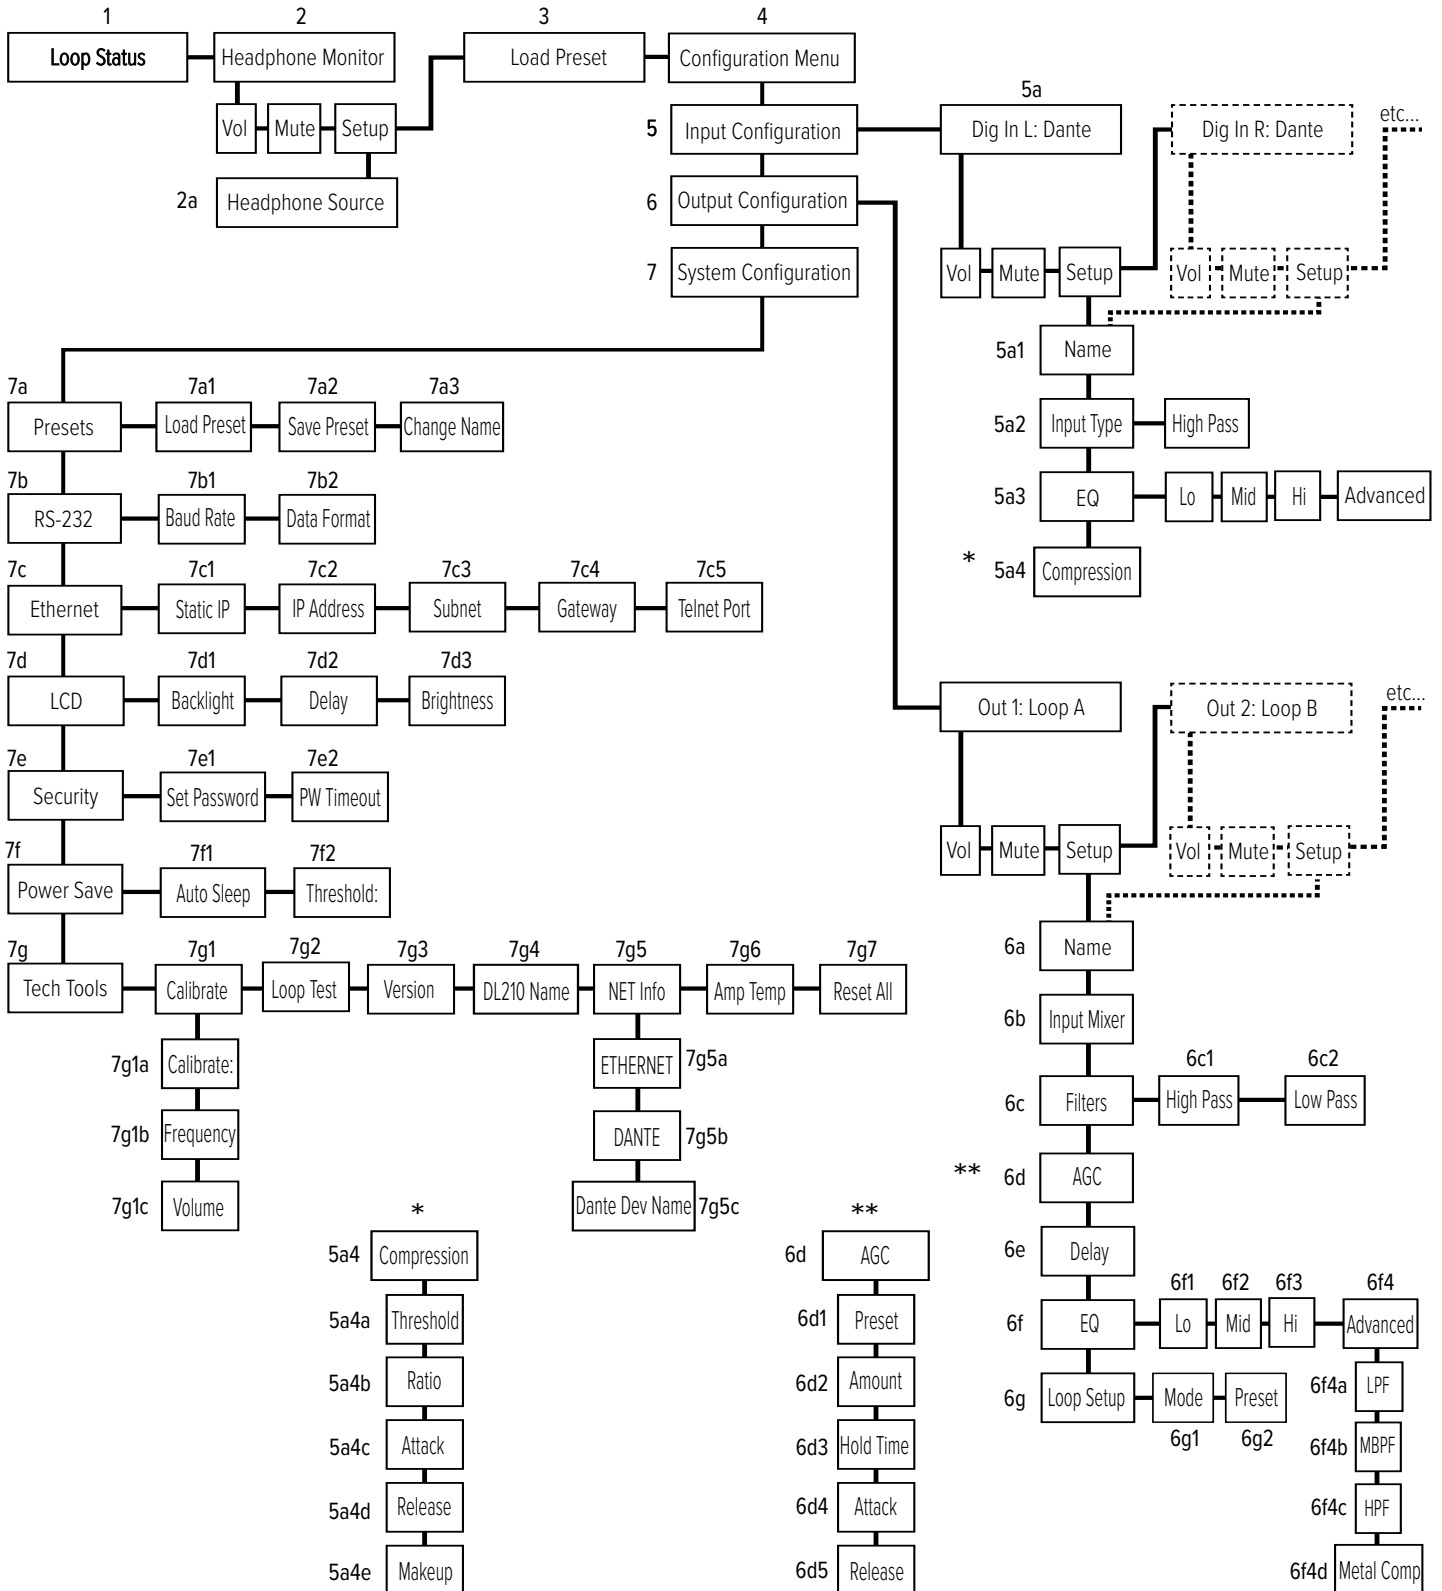 1
2
3
4
Loop Status
Headphone Monitor
Load Preset
Configuration Menu
Vol
Mute
Setup
2a
Headphone Source
5
Input Configuration
6
Output Configuration
7
System Configuration
5a
Dig In L: Dante
Dig In R: Dante
etc...
Vol
Mute
Setup
Vol
Mute
Setup
5a1
Name
5a2
Input Type
High Pass
5a3
EQ
Lo
Mid
Hi
Advanced
*
5a4
Compression
7a
7a1
7a2
7a3
Presets
Load Preset
Save Preset
Change Name
7b
7b1
7b2
RS-232
Baud Rate
Data Format
7c
7c1
7c2
7c3
7c4
7c5
Ethernet
Static IP
IP Address
Subnet
Gateway
Telnet Port
7d
7d1
7d2
7d3
LCD
Backlight
Delay
Brightness
7e
7e1
7e2
Security
Set Password
PW Timeout
7f
7f1
7f2
Power Save
Auto Sleep
Threshold:
7g
7g1
7g2
7g3
7g4
7g5
7g6
7g7
Tech Tools
Calibrate
Loop Test
Version
DL210 Name
NET Info
Amp Temp
Reset All
7g1a
Calibrate:
7g1b
Frequency
7g1c
Volume
ETHERNET
7g5a
DANTE
7g5b
Dante Dev Name
7g5c
Out 1: Loop A
Out 2: Loop B
etc...
Vol
Mute
Setup
Vol
Mute
Setup
6a
Name
6b
Input Mixer
6c1
6c2
6c
Filters
High Pass
Low Pass
**
6d
AGC
6e
Delay
6f1
6f2
6f3
6f4
6f
EQ
Lo
Mid
Hi
Advanced
6g
Loop Setup
Mode
Preset
6g1
6g2
6f4a
LPF
6f4b
MBPF
6f4c
HPF
6f4d
Metal Comp
*
5a4
Compression
5a4a
Threshold
5a4b
Ratio
5a4c
Attack
5a4d
Release
5a4e
Makeup
**
6d
AGC
6d1
Preset
6d2
Amount
6d3
Hold Time
6d4
Attack
6d5
Release